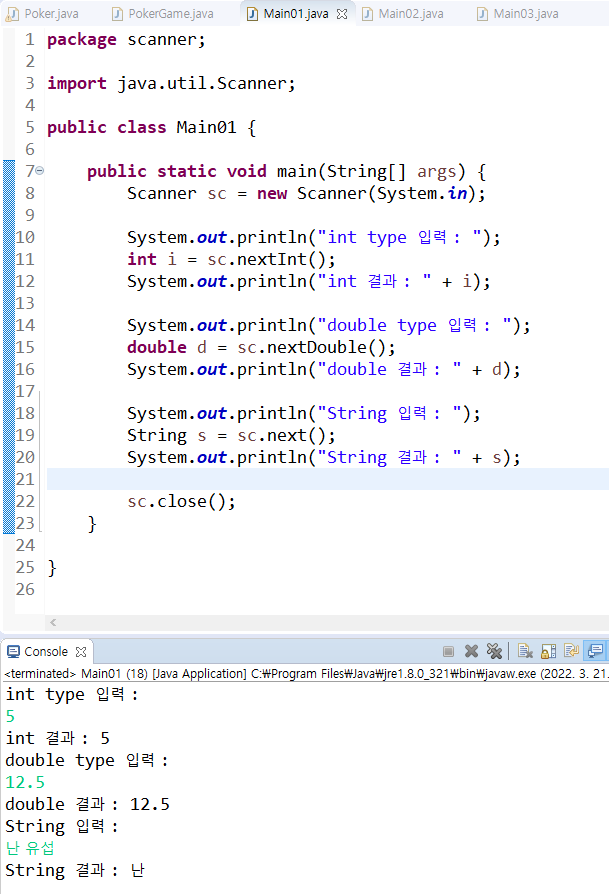 Poker.java PokerGame.java Main01.java Main02.java Main03.java
1 package scanner;
2
3 import java.util.Scanner;
4
5 public class Main01 {
6
7 public static void main(String[] args) {
8 Scanner sc = new Scanner(System.in);
9
10 System.out.println("int type 입력 : ");
11 int i = sc.nextInt();
12 System.out.println("int 결과 : " + i);
13
14 System.out.println("double type 입력 : ");
15 double d = sc.nextDouble();
16 System.out.println("double 결과 : " + d);
17
18 System.out.println("String 입력 : ");
19 String s = sc.next();
20 System.out.println("String 결과 : " + s);
21
22 sc.close();
23 }
24
25 }
26
Console
<terminated> Main01 (18) [Java Application] C:₩Program Files₩Java₩jre1.8.0_321₩bin₩javaw.exe (2022. 3. 21.
int type 입력 :
5
int 결과 : 5
double type 입력 :
12.5
double 결과 : 12.5
String 입력 :
난 유섭
String 결과 : 난